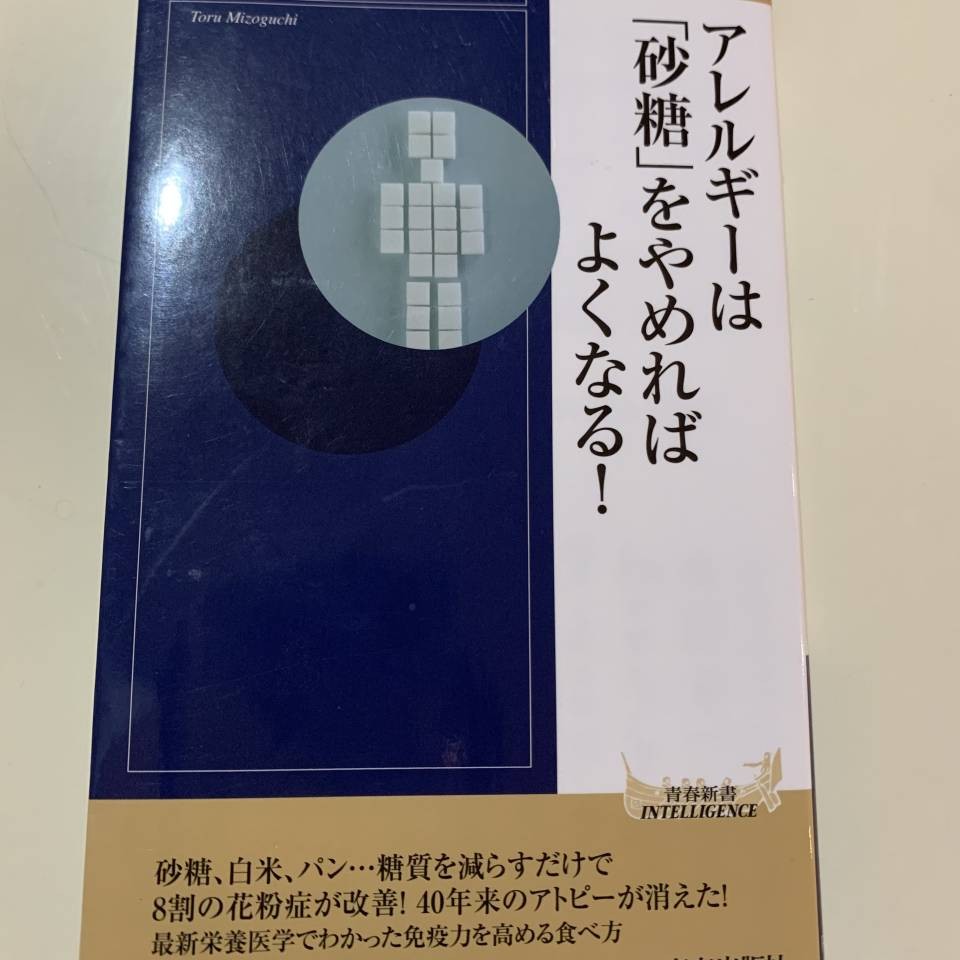 Toru Mizoguchi
アレルギーは
「砂糖」をやめれば
よくなる!
青春新書
INTELLIGENCE
砂糖、白米、パン…糖質を減らすだけで
8割の花粉症が改善! 40年来のアトピーが消えた!
最新栄養医学でわかった免疫力を高める食べ方